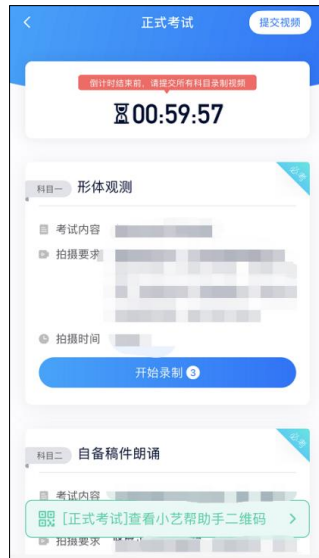 正式考试
提交视频
倒计时结束前，请提交所有科目录制视频
00:59:57
必考
科目一 形体观测
考试内容
拍摄要求
拍摄时间
开始录制 3
必考
科目二 自备稿件朗诵
考试内容
[正式考试]查看小艺帮助手二维码
拍摄要求